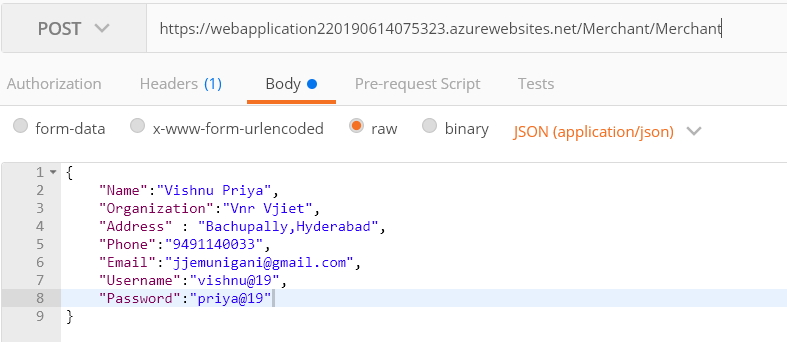 POST https://webapplication220190614075323.azurewebsites.net/Merchant/Merchant
Authorization Headers (1) Body Pre-request Script Tests
form-data x-www-form-urlencoded raw binary JSON (application/json)
1 {
2 "Name":"Vishnu Priya",
3 "Organization":"Vnr Vjiet",
4 "Address" : "Bachupally,Hyderabad",
5 "Phone":"9491140033",
6 "Email":"jjemunigani@gmail.com",
7 "Username":"vishnu@19",
8 "Password":"priya@19"
9 }